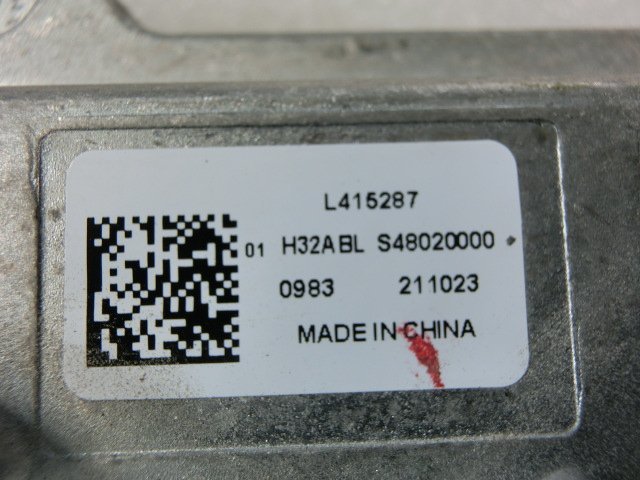 L415287
01 H32ABL S48020000
0983 211023
MADE IN CHINA